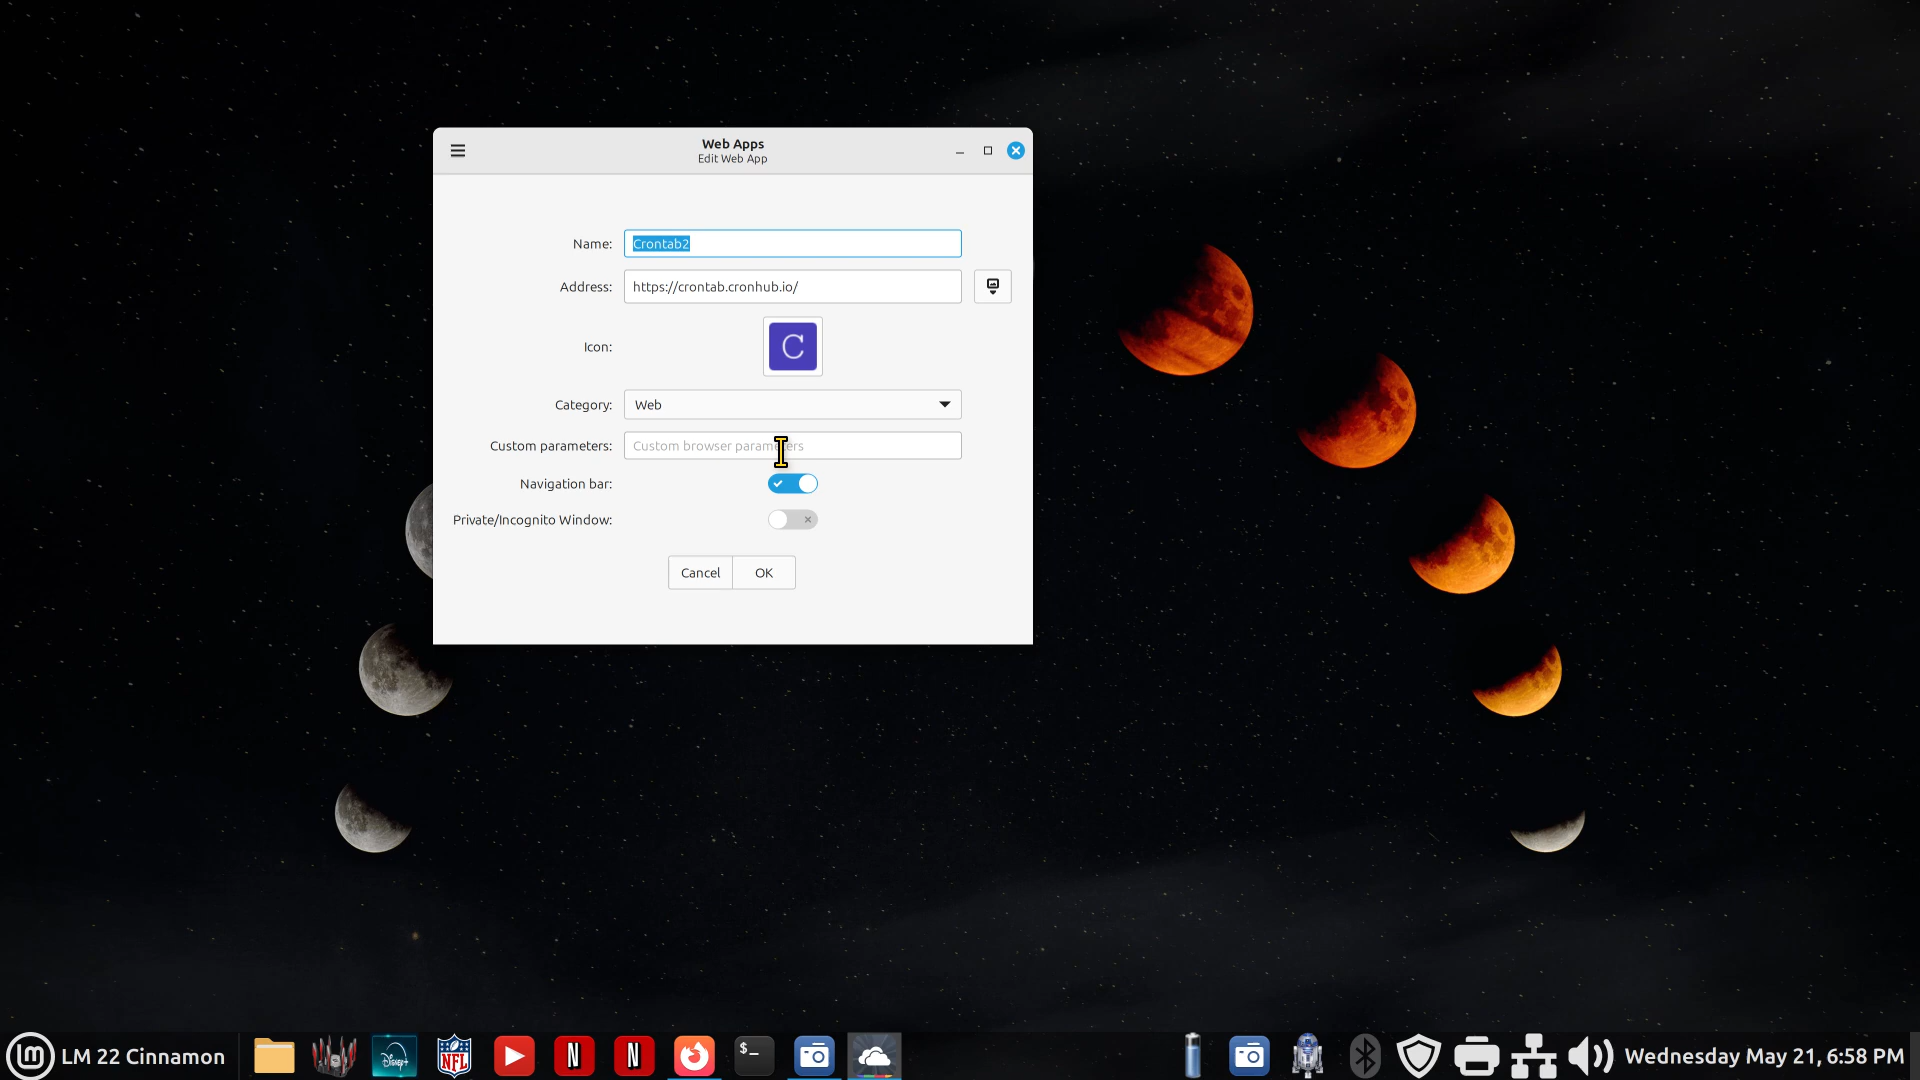 Web Apps
Edit Web App
Name: Crontab2
Address: https://crontab.cronhub.io/
Icon: C
Category: Web
Custom parameters: Custom browser parameters
Navigation bar:
Private/Incognito Window:
Cancel OK
LM 22 Cinnamon
Disney+
NFL
N
N
$_
Wednesday May 21, 6:58 PM